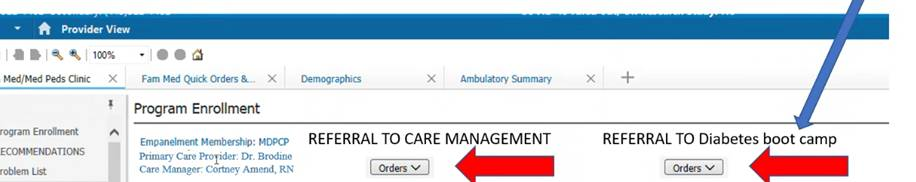 Provider View
100%
Med/Med Peds Clinic
Fam Med Quick Orders &...
Demographics
Ambulatory Summary
Program Enrollment
rogram Enrollment
ECOMMENDATIONS
roblem List
Empanelment Membership: MDPCP
Primary Care Provider: Dr. Brodine
Care Manager: Cortney Amend, RN
REFERRAL TO CARE MANAGEMENT
Orders
REFERRAL TO Diabetes boot camp
Orders